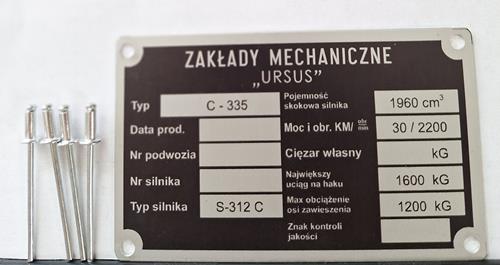 ZAKŁADY MECHANICZNE
„URSUS”
Typ C - 335
Data prod.
Nr podwozia
Nr silnika
Typ silnika S-312 C
Pojemność
skokowa silnika 1960 cm³
Moc i obr. KM/ obr/min 30 / 2200
Ciężar własny kG
Największy
uciąg na haku 1600 kG
Max obciążenie
osi zawieszenia 1200 kG
Znak kontroli
jakości